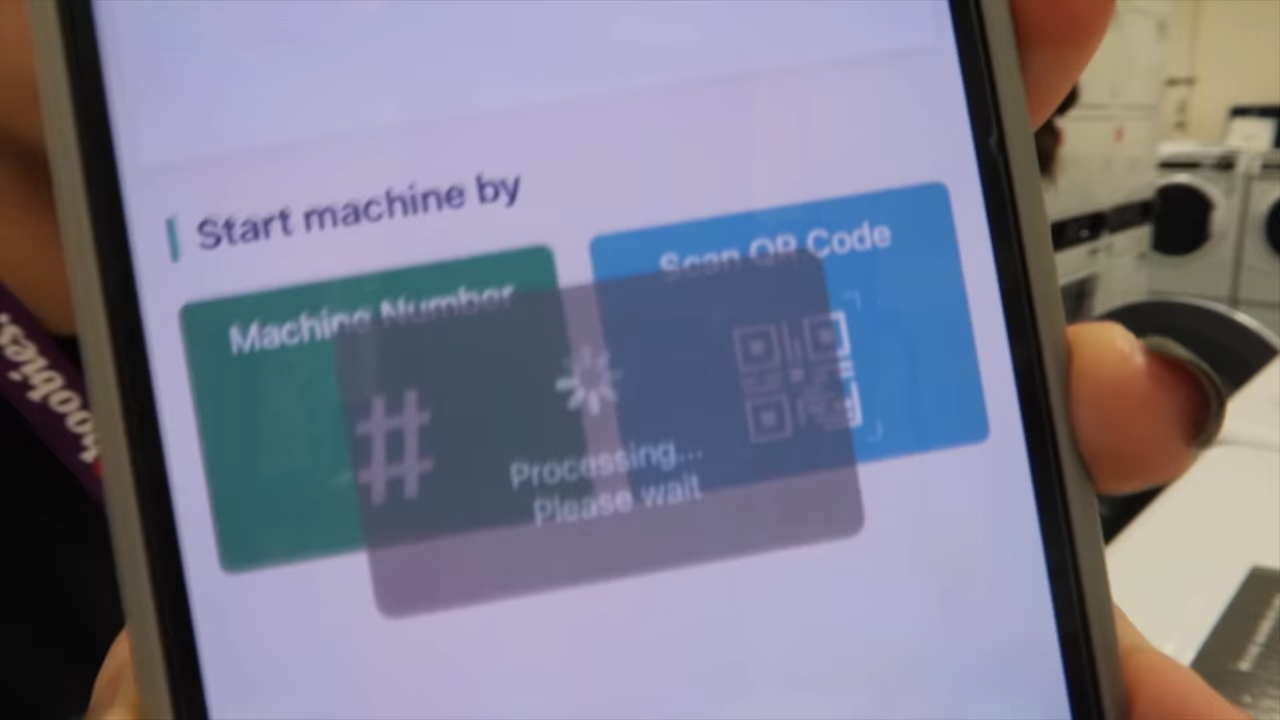 Start machine by
Machine Number
Scan QR Code
#
Processing...
Please wait